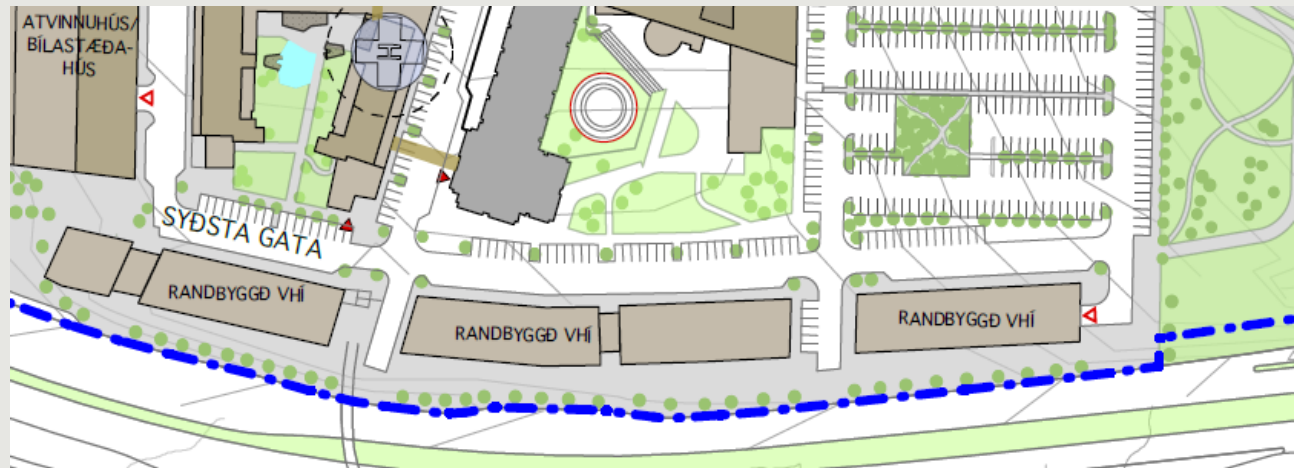 ATVINNUHÚS/
BÍLASTÆÐA-
HÚS
H
SYÐSTA GATA
RANDBYGGÐ VHÍ
RANDBYGGÐ VHÍ
RANDBYGGÐ VHÍ